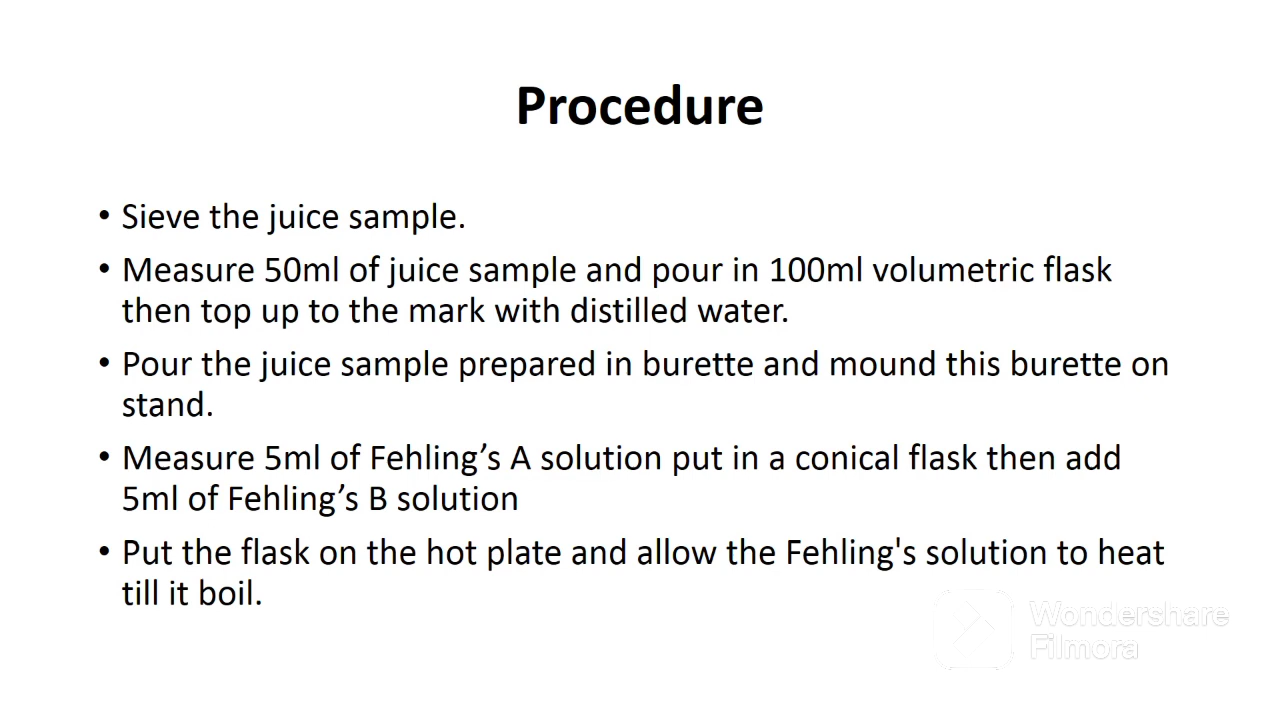 Procedure
• Sieve the juice sample.
• Measure 50ml of juice sample and pour in 100ml volumetric flask
then top up to the mark with distilled water.
• Pour the juice sample prepared in burette and mound this burette on
stand.
• Measure 5ml of Fehling’s A solution put in a conical flask then add
5ml of Fehling’s B solution
• Put the flask on the hot plate and allow the Fehling's solution to heat
till it boil.
Wondershare
Filmora